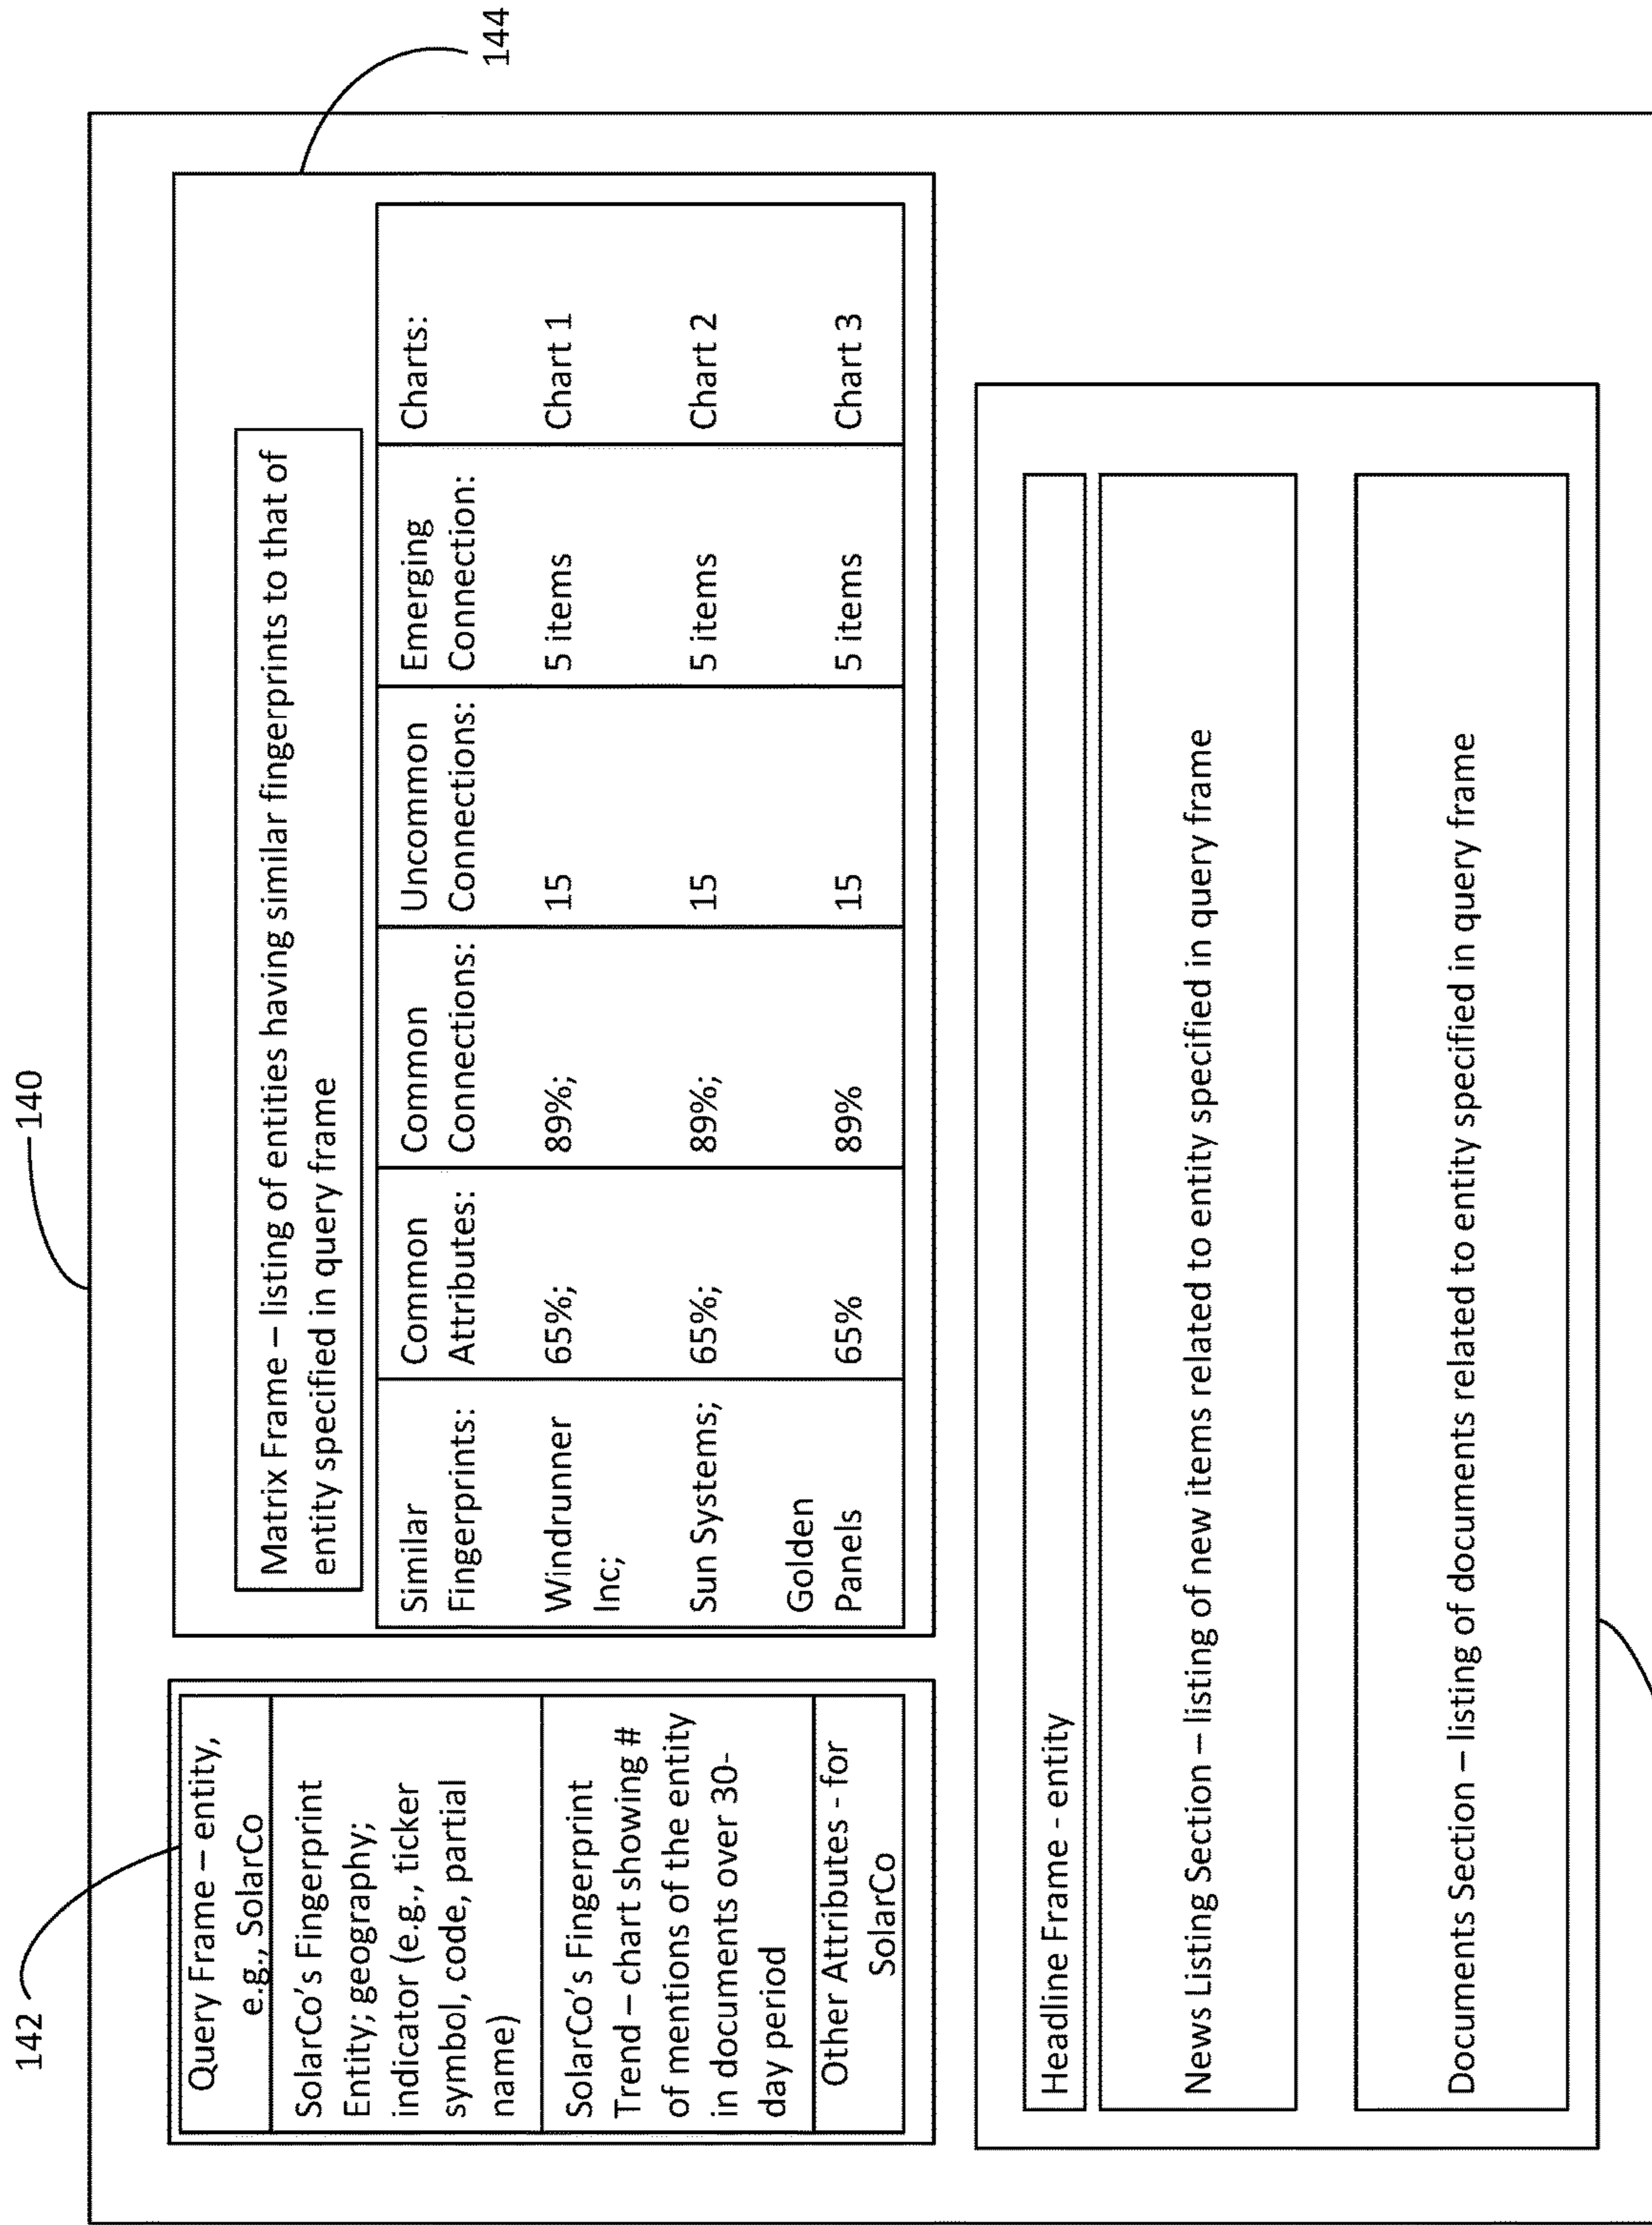 140
142
144
Query Frame – entity,
e.g., SolarCo
SolarCo's Fingerprint
Entity; geography;
indicator (e.g., ticker
symbol, code, partial
name)
SolarCo's Fingerprint
Trend – chart showing #
of mentions of the entity
in documents over 30-
day period
Other Attributes - for
SolarCo
Matrix Frame – listing of entities having similar fingerprints to that of
entity specified in query frame
Similar
Fingerprints:
Windrunner
Inc;
Sun Systems;
Golden
Panels
Common
Attributes:
65%;
65%;
65%
Common
Connections:
89%;
89%;
89%
Uncommon
Connections:
15
15
15
Emerging
Connection:
5 items
5 items
5 items
Charts:
Chart 1
Chart 2
Chart 3
Headline Frame - entity
News Listing Section – listing of new items related to entity specified in query frame
Documents Section – listing of documents related to entity specified in query frame